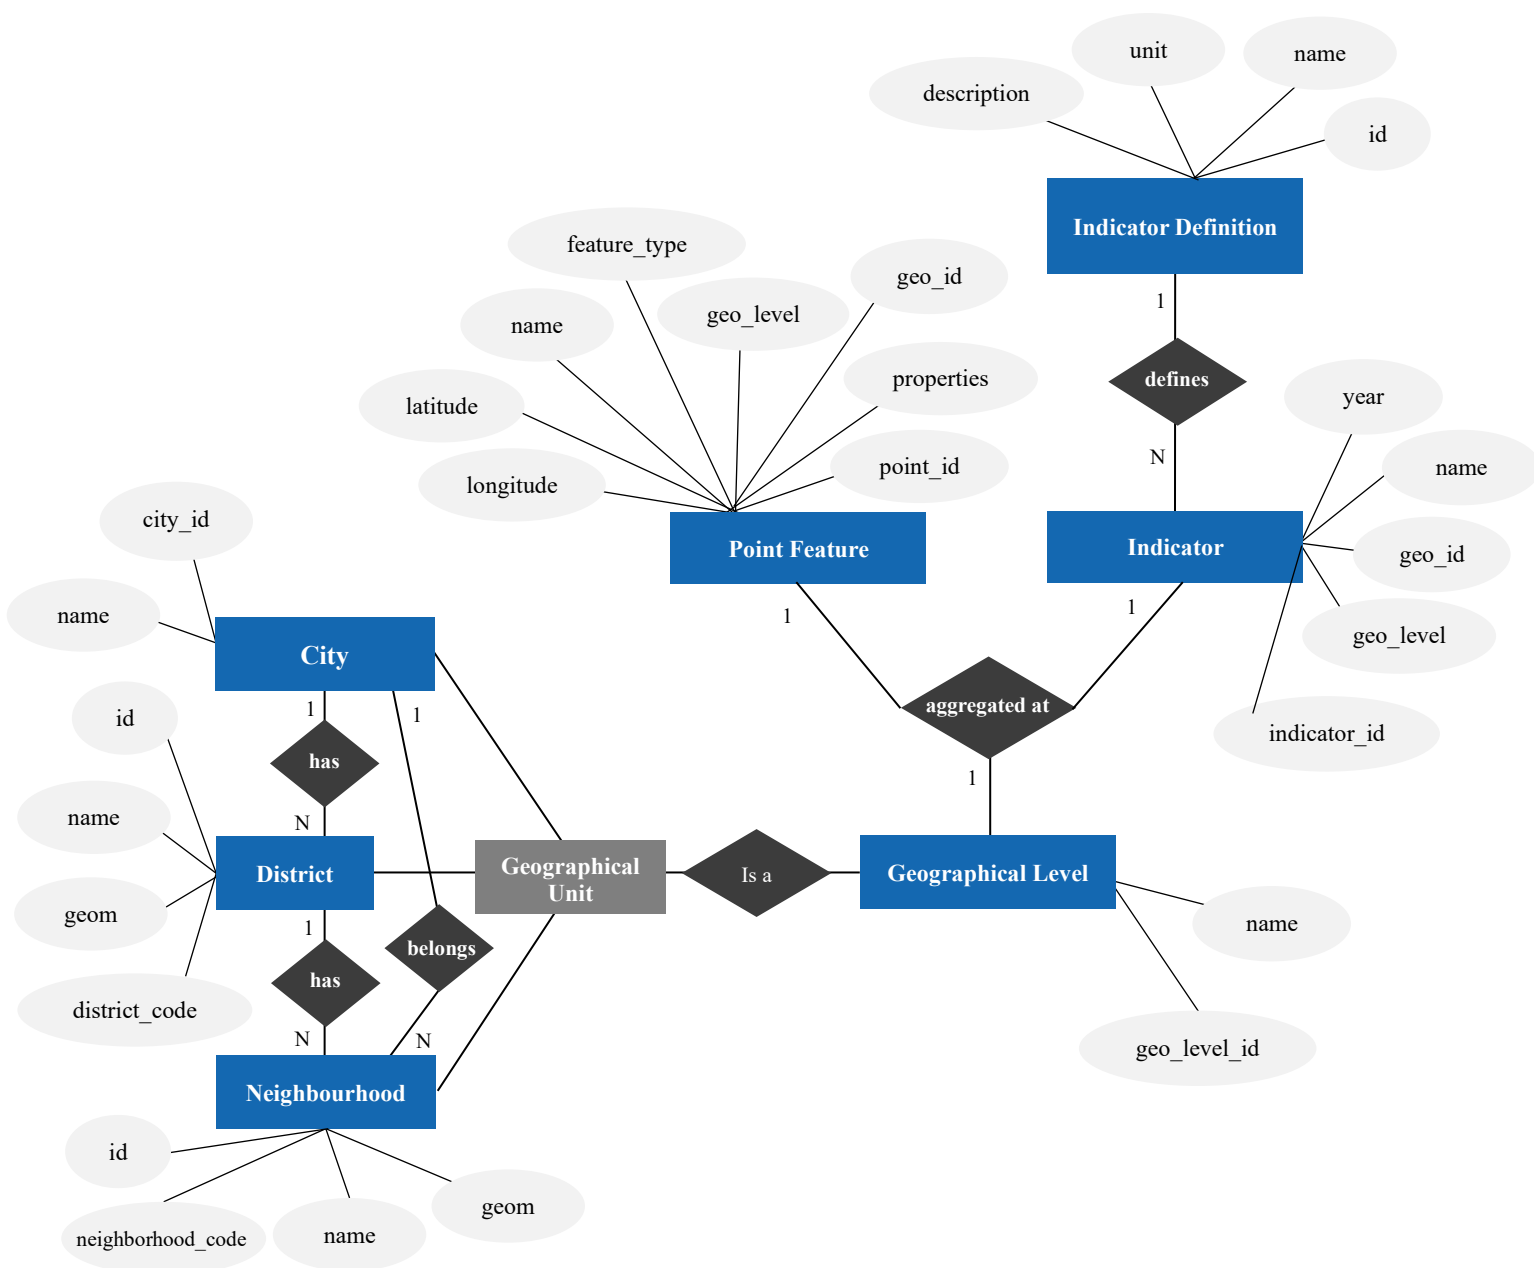 unit
name
description
id
Indicator Definition
feature_type
geo_id
name
geo_level
1
defines
properties
year
latitude
N
name
longitude
point_id
city_id
Point Feature
Indicator
geo_id
name
1
1
geo_level
City
aggregated at
id
1
1
indicator_id
has
1
name
N
District
Geographical
Unit
Is a
Geographical Level
geom
1
belongs
name
has
district_code
N
N
geo_level_id
Neighbourhood
id
geom
neighborhood_code
name